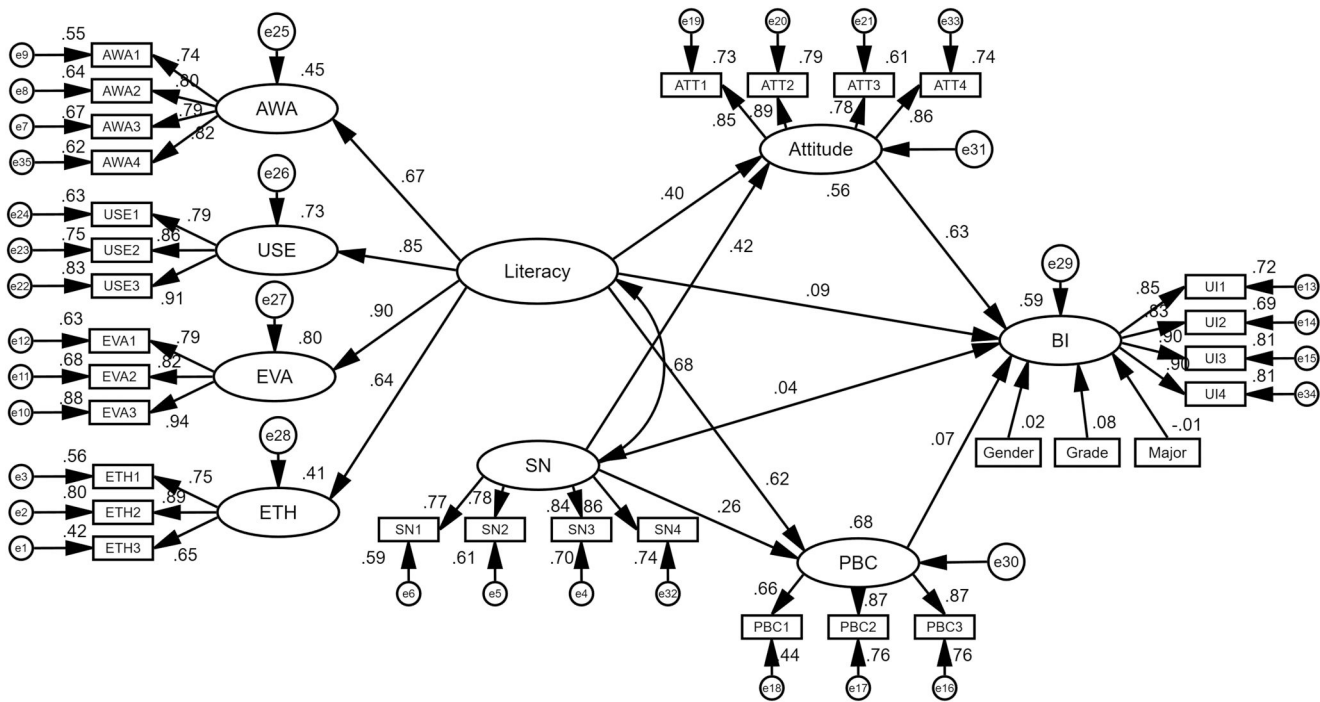 e25
.45
AWA
.55
e9
AWA1
.74
.64
e8
AWA2
.80
.67
e7
AWA3
.79
.62
e35
AWA4
.82
e26
.73
USE
.63
e24
USE1
.79
.75
e23
USE2
.86
.83
e22
USE3
.91
e27
.80
EVA
.63
e12
EVA1
.79
.68
e11
EVA2
.82
.88
e10
EVA3
.94
e28
.41
ETH
.56
e3
ETH1
.75
.80
e2
ETH2
.89
.42
e1
ETH3
.65
.67
.85
.90
.64
Literacy
.40
.42
.09
.68
.04
.62
.26
SN
.77
.78
.84
.86
SN1
SN2
SN3
SN4
.59
.61
.70
.74
e6
e5
e4
e32
e19
e20
e21
e33
.73
.79
.61
.74
ATT1
ATT2
ATT3
ATT4
.85
.89
.78
.86
Attitude
e31
.56
.63
e29
.59
BI
.85
UI1
.72
e13
.83
UI2
.69
e14
.90
UI3
.81
e15
.90
UI4
.81
e34
.02
.08
-.01
Gender
Grade
Major
.07
.68
PBC
e30
.66
.87
.87
PBC1
PBC2
PBC3
.44
.76
.76
e18
e17
e16